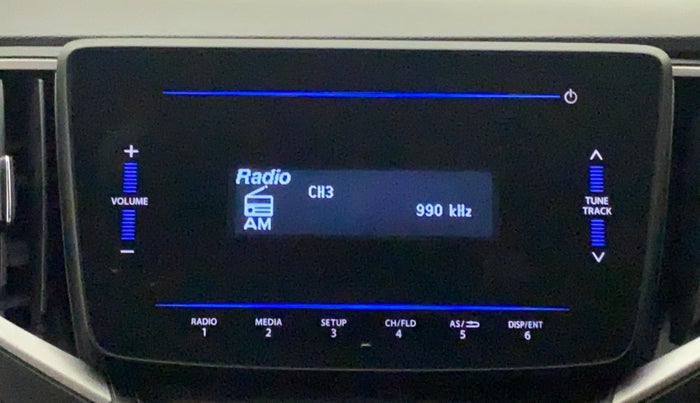 +
VOLUME
−
Radio
AM
CH3
990 kHz
TUNE
TRACK
RADIO
1
MEDIA
2
SETUP
3
CH/FLD
4
AS/
5
DISP/ENT
6